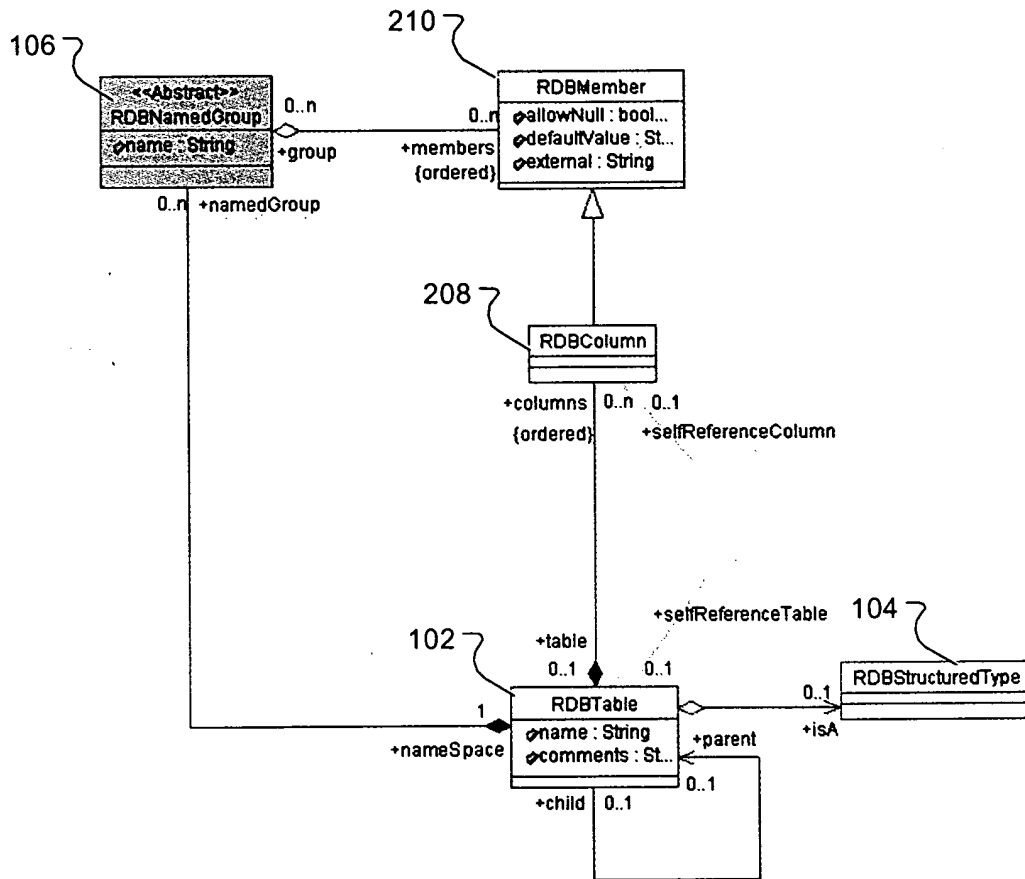 210
106
<<Abstract>>
RDBNamedGroup
name : String
0..n
+group
0..n
+members
{ordered}
RDBMember
allowNull : bool...
defaultValue : St...
external : String
0..n +namedGroup
208
RDBColumn
+columns
{ordered}
0..n
0..1
+selfReferenceColumn
+selfReferenceTable
104
102
+table
0..1
0..1
RDBStructuredType
1
+nameSpace
RDBTable
name : String
comments : St...
0..1
+isA
+parent
0..1
+child
0..1